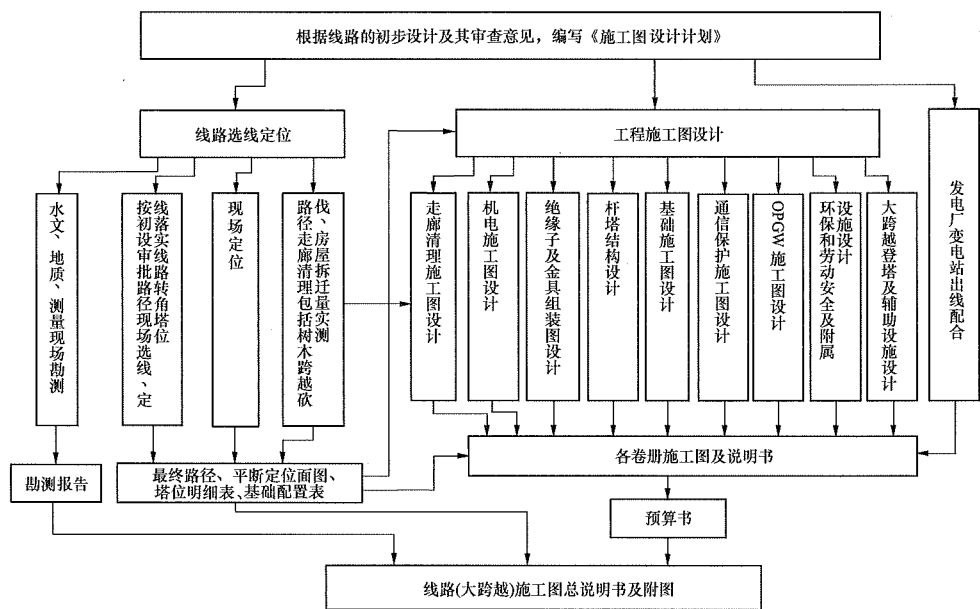 根据线路的初步设计及其审查意见，编写《施工图设计计划》
线路选线定位
工程施工图设计
发电厂变电站出线配合
水文、地质、测量现场勘测
按初设审批路径现场选线、定
线落实线路转角塔位
现场定位
路径走廊清理包括树木跨越砍
伐、房屋拆迁量实测
走廊清理施工图设计
机电施工图设计
绝缘子及金具组装图设计
杆塔结构设计
基础施工图设计
通信保护施工图设计
OPGW 施工图设计
环保和劳动安全及附属
设施设计
大跨越登塔及辅助设施设计
勘测报告
最终路径、平断定位面图、
塔位明细表、基础配置表
各卷册施工图及说明书
预算书
线路(大跨越)施工图总说明书及附图